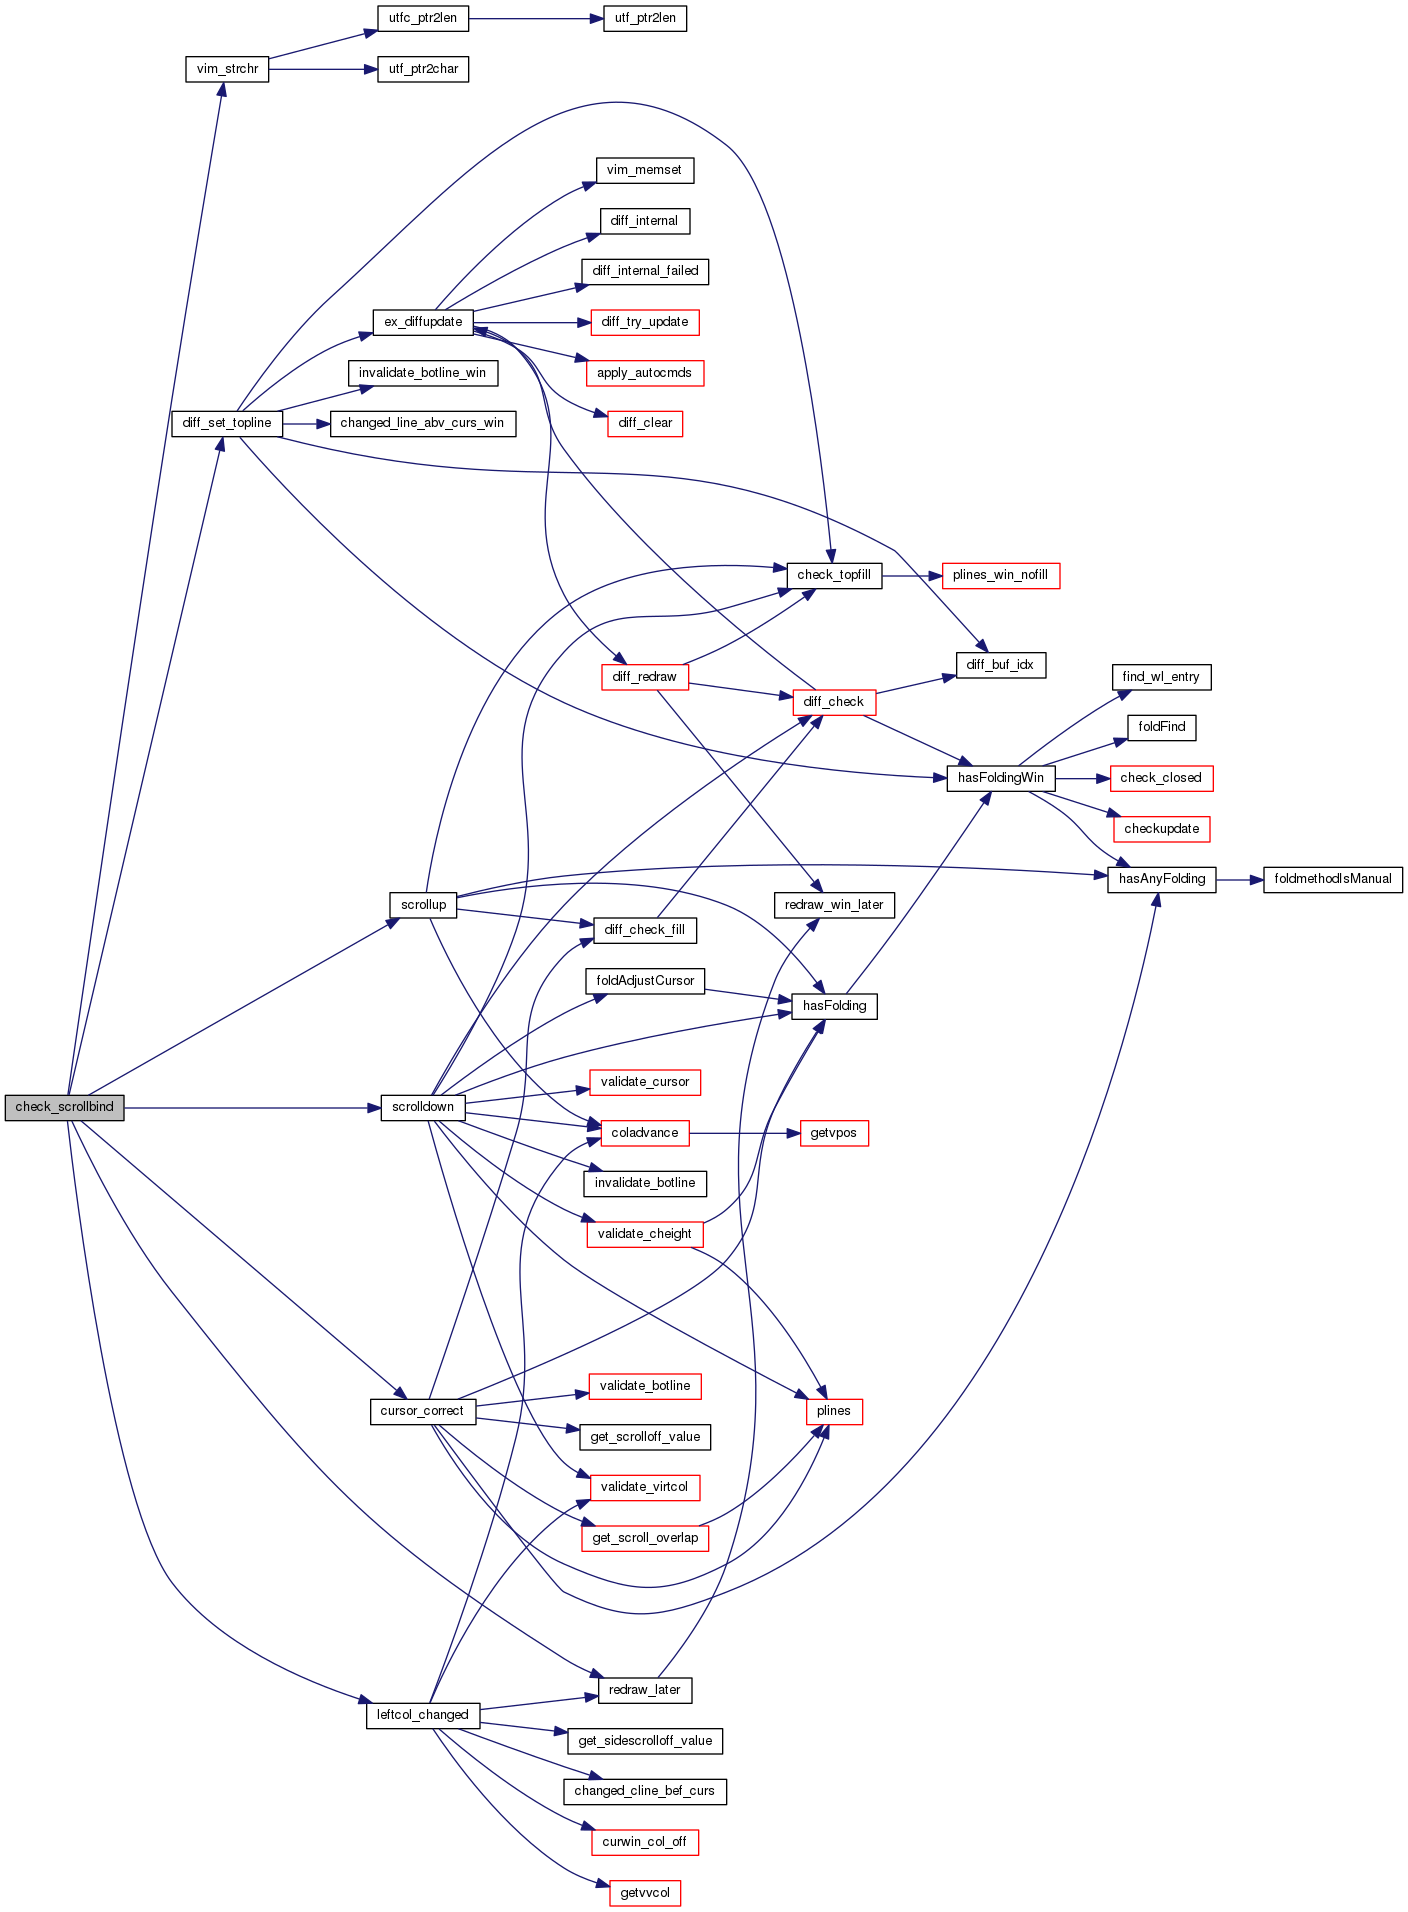 utfc_ptr2len
utf_ptr2len
vim_strchr
utf_ptr2char
vim_memset
diff_internal
diff_internal_failed
ex_diffupdate
diff_try_update
invalidate_botline_win
apply_autocmds
diff_set_topline
changed_line_abv_curs_win
diff_clear
check_topfill
plines_win_nofill
diff_buf_idx
diff_redraw
find_wl_entry
diff_check
foldFind
hasFoldingWin
check_closed
checkupdate
hasAnyFolding
foldmethodIsManual
scrollup
redraw_win_later
diff_check_fill
foldAdjustCursor
hasFolding
validate_cursor
check_scrollbind
scrolldown
coladvance
getvpos
invalidate_botline
validate_cheight
validate_botline
cursor_correct
plines
get_scrolloff_value
validate_virtcol
get_scroll_overlap
redraw_later
leftcol_changed
get_sidescrolloff_value
changed_cline_bef_curs
curwin_col_off
getvvcol